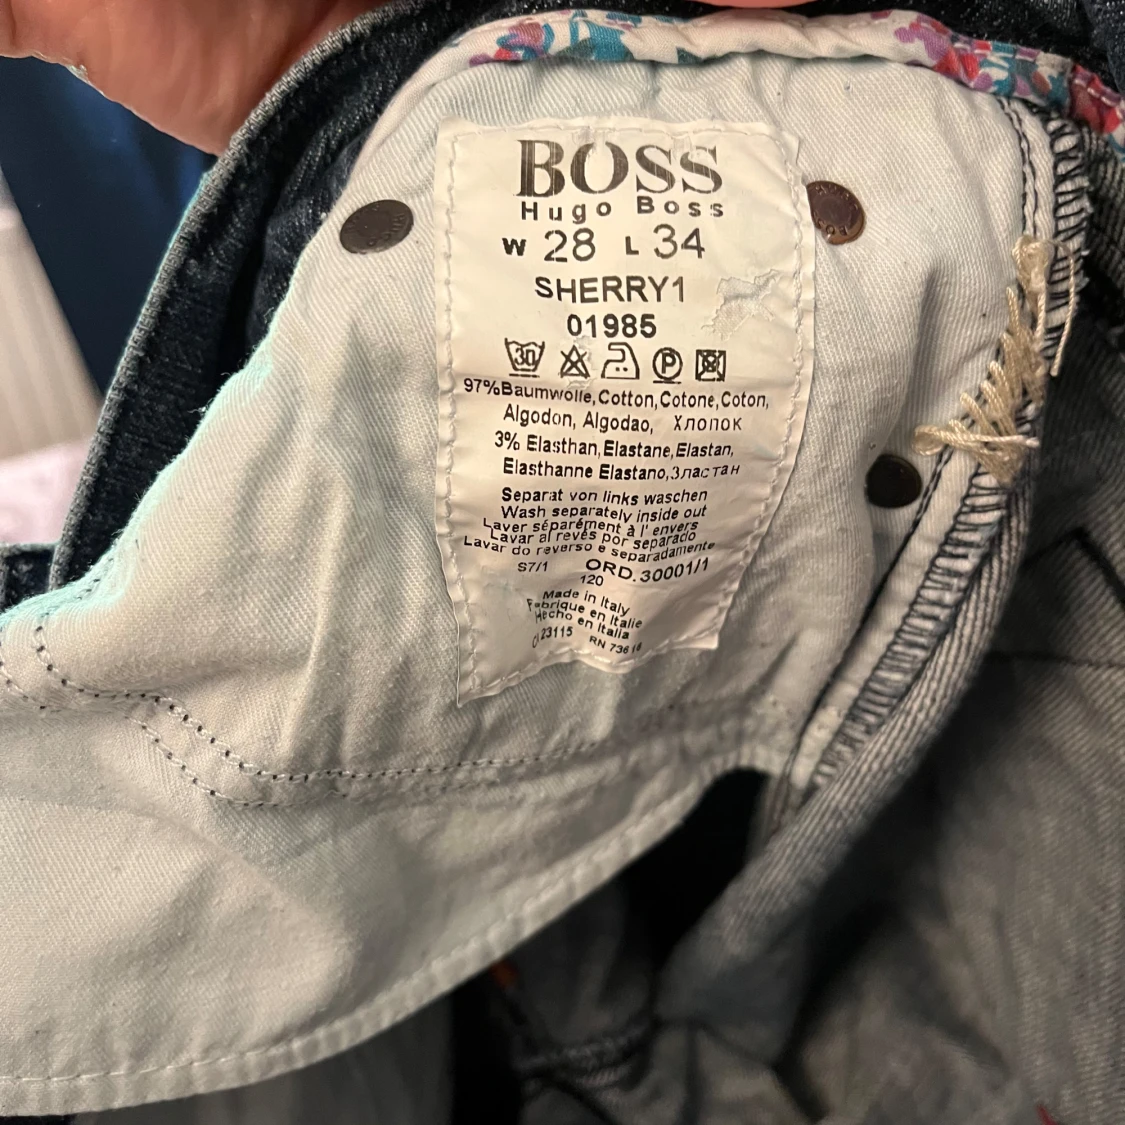 BOSS
Hugo Boss
W 28 L 34
SHERRY1
01985
30 P
97%Baumwolle,Cotton,Cotone,Coton,
Algodon, Algodao, Хлопок
3% Elasthan,Elastane,Elastan,
Elasthanne Elastano,Зластан
Separat von links waschen
Wash separately inside out
Laver séparément à l'envers
Lavar al revés por separado
Lavar do reverso e separadamente
S7/1 ORD.30001/1
120
Made in Italy
Fabrique en Italie
Hecho en Italia
23115 RN